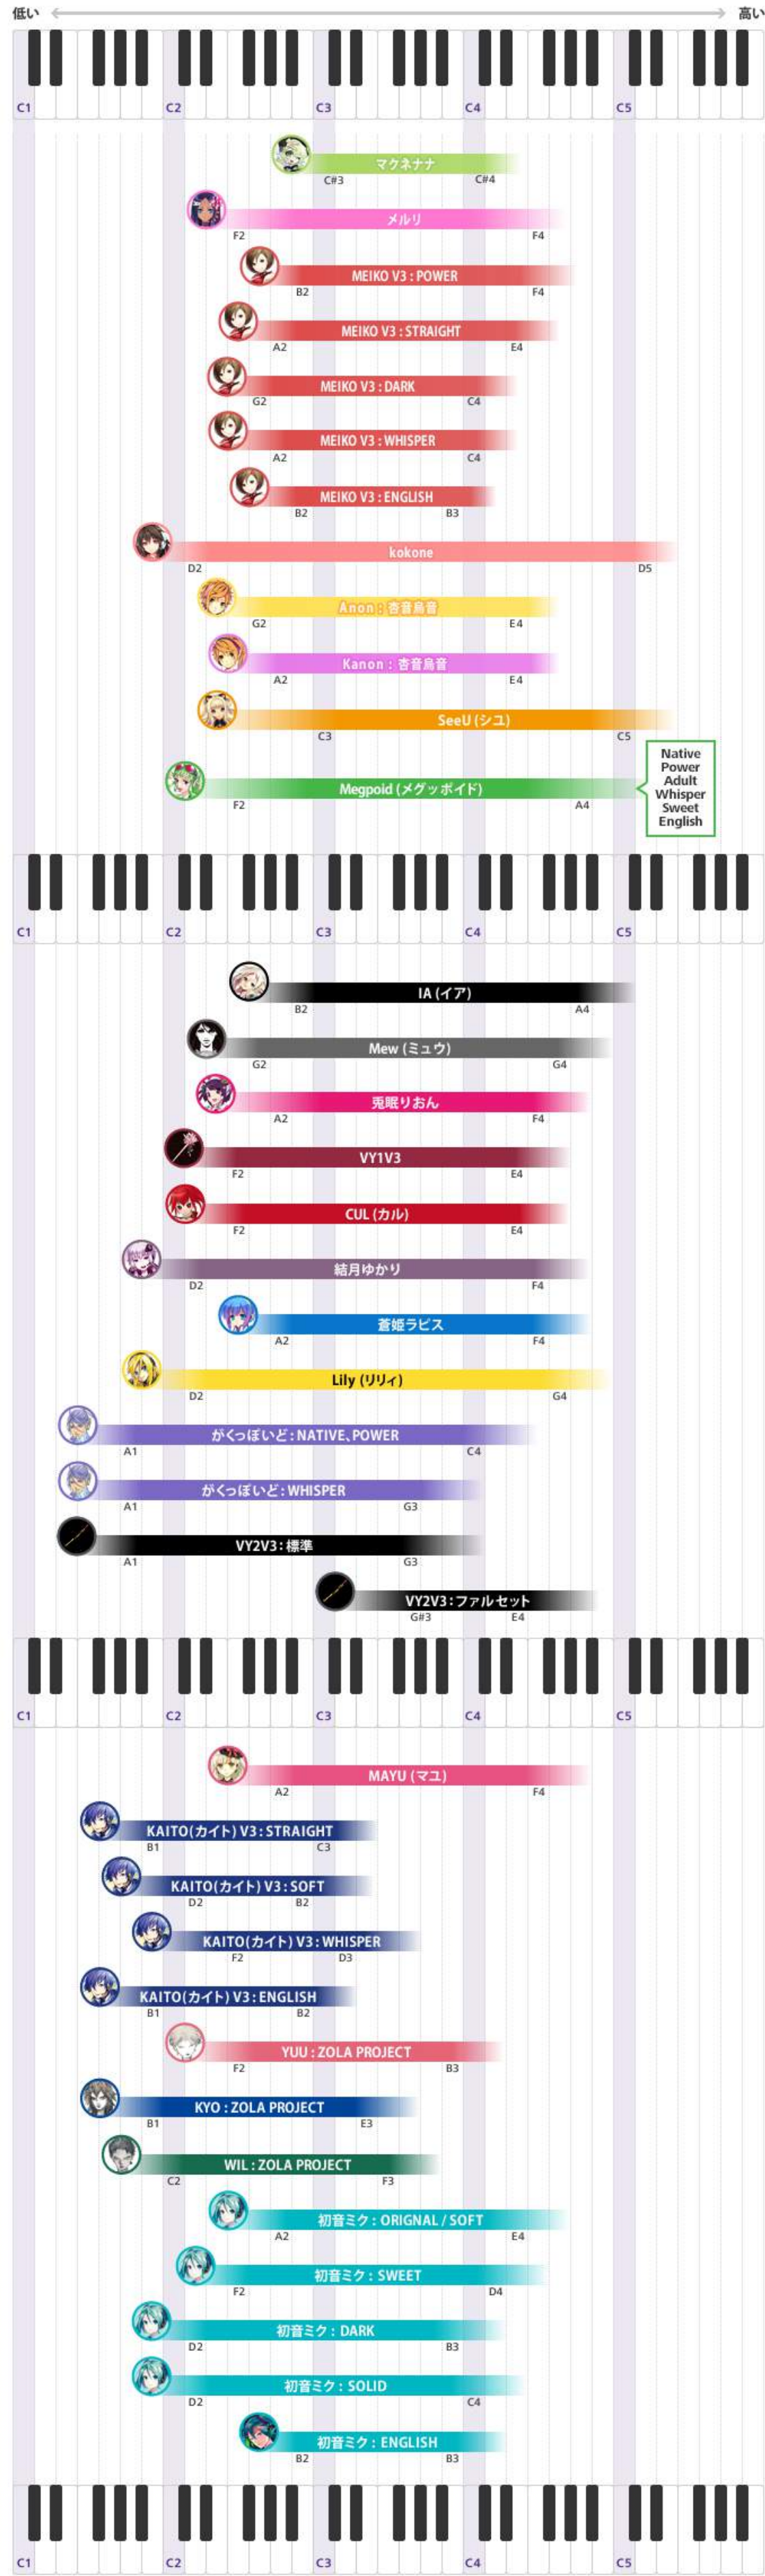 低い 高い
C1 C2 C3 C4 C5
マクネナナ
C#3 C#4
メルリ
F2 F4
MEIKO V3 : POWER
B2 F4
MEIKO V3 : STRAIGHT
A2 E4
MEIKO V3 : DARK
G2 C4
MEIKO V3 : WHISPER
A2 C4
MEIKO V3 : ENGLISH
B2 B3
kokone
D2 D5
Anon : 杏音鳥音
G2 E4
Kanon : 杏音鳥音
A2 E4
SeeU (シユ)
C3 C5
Native
Power
Adult
Whisper
Sweet
English
Megpoid (メグッポイド)
F2 A4
C1 C2 C3 C4 C5
IA (イア)
B2 A4
Mew (ミュウ)
G2 G4
兎眠りおん
A2 F4
VY1V3
F2 E4
CUL (カル)
F2 E4
結月ゆかり
D2 F4
蒼姫ラピス
A2 F4
Lily (リリィ)
D2 G4
がくっぽいど : NATIVE、POWER
A1 C4
がくっぽいど : WHISPER
A1 G3
VY2V3 : 標準
A1 G3
VY2V3 : ファルセット
G#3 E4
C1 C2 C3 C4 C5
MAYU (マユ)
A2 F4
KAITO(カイト) V3 : STRAIGHT
B1 C3
KAITO(カイト) V3 : SOFT
D2 B2
KAITO(カイト) V3 : WHISPER
F2 D3
KAITO(カイト) V3 : ENGLISH
B1 B2
YUU : ZOLA PROJECT
F2 B3
KYO : ZOLA PROJECT
B1 E3
WIL : ZOLA PROJECT
C2 F3
初音ミク : ORIGNAL / SOFT
A2 E4
初音ミク : SWEET
F2 D4
初音ミク : DARK
D2 B3
初音ミク : SOLID
D2 C4
初音ミク : ENGLISH
B2 B3
C1 C2 C3 C4 C5